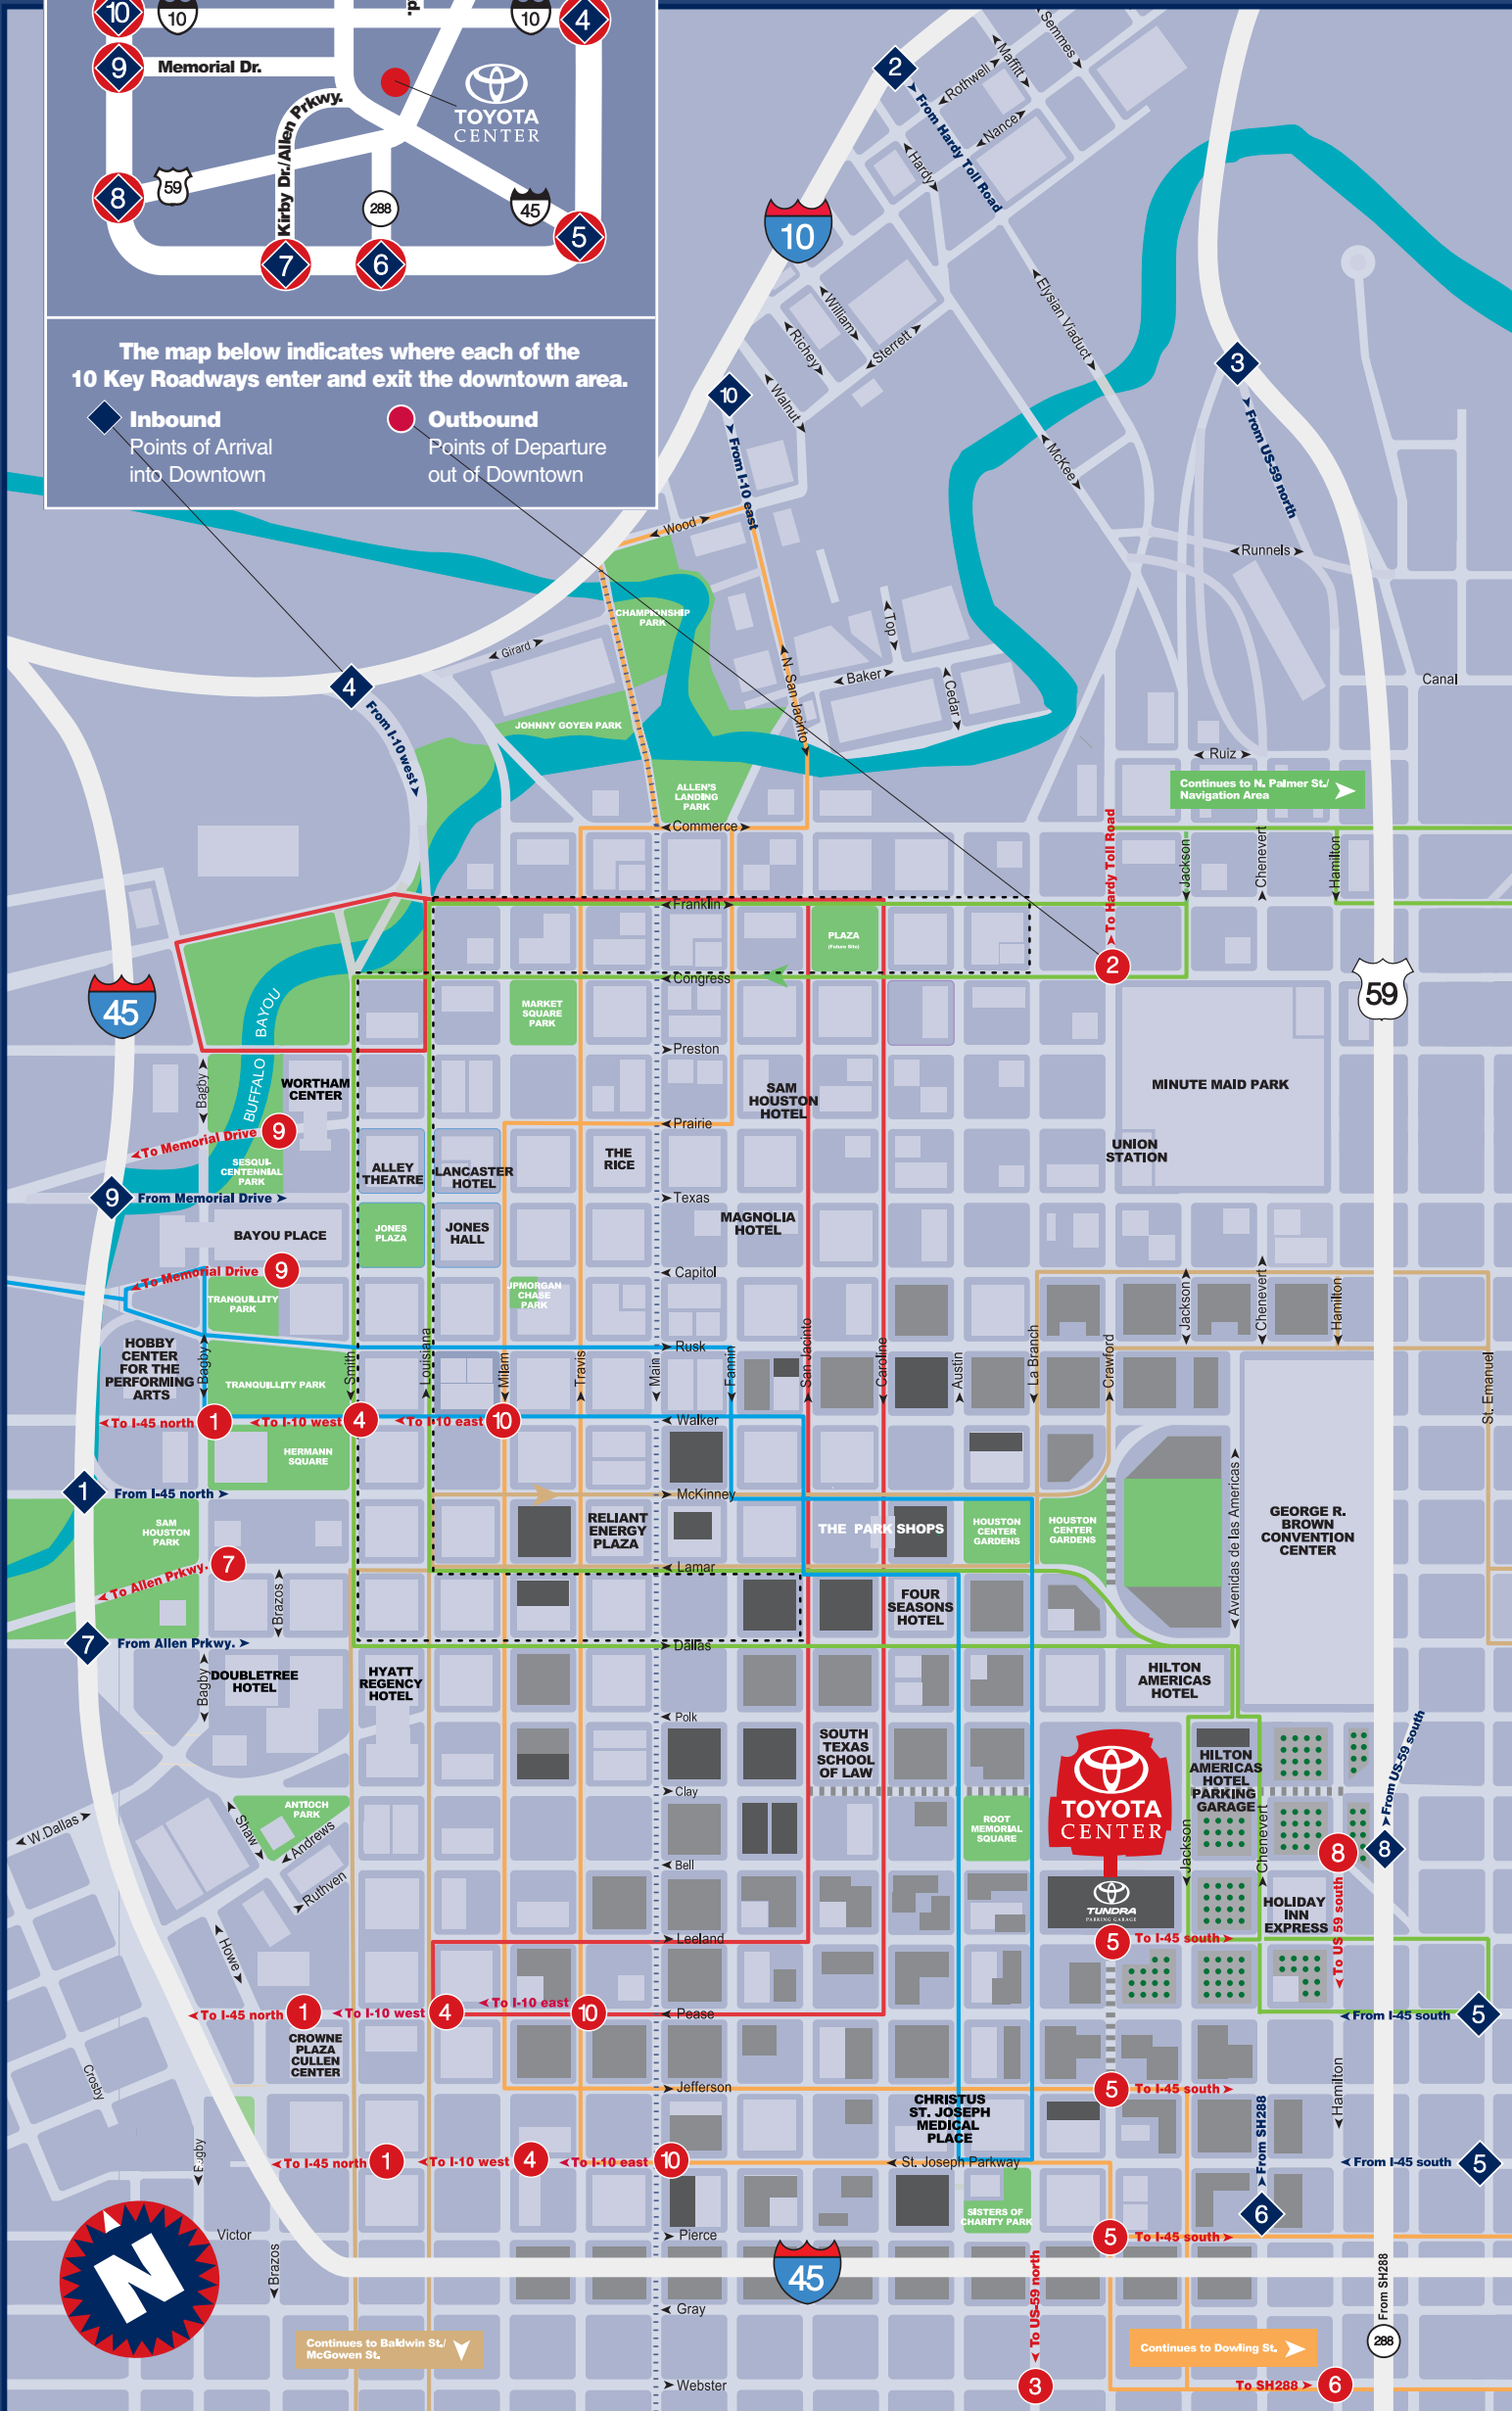 10
10
10
4
d.
9
Memorial Dr.
TOYOTA
CENTER
Kirby Dr./Allen Prkwy.
59
8
288
45
5
7
6
The map below indicates where each of the
10 Key Roadways enter and exit the downtown area.
Inbound
Points of Arrival
into Downtown
Outbound
Points of Departure
out of Downtown
2
From Hardy Toll Road
Semmes
Maffitt
Rothwell
Nance
Hardy
10
William
Richey
Sterrett
Walnut
Elysian Viaduct
McKee
3
From US-59 north
10
From I-10 east
Wood
Runnels
CHAMPIONSHIP
PARK
Top
Girard
Baker
Cedar
N. San Jacinto
Canal
4
From I-10 west
JOHNNY GOYEN PARK
Ruiz
Continues to N. Palmer St./
Navigation Area
ALLEN'S
LANDING
PARK
Commerce
To Hardy Toll Road
Jackson
Chenevert
Hamilton
Franklin
PLAZA
(Future Site)
2
Congress
45
59
BUFFALO BAYOU
MARKET
SQUARE
PARK
Preston
Bagby
WORTHAM
CENTER
SAM
HOUSTON
HOTEL
MINUTE MAID PARK
Prairie
9
To Memorial Drive
SESQUI-
CENTENNIAL
PARK
ALLEY
THEATRE
LANCASTER
HOTEL
THE
RICE
UNION
STATION
9
From Memorial Drive
Texas
BAYOU PLACE
JONES
PLAZA
JONES
HALL
MAGNOLIA
HOTEL
9
To Memorial Drive
Capitol
TRANQUILLITY
PARK
JPMORGAN
CHASE
PARK
Jackson
Chenevert
Hamilton
HOBBY
CENTER
FOR THE
PERFORMING
ARTS
Rusk
Bagby
Smith
Louisiana
Milam
Travis
Main
Fannin
San Jacinto
Caroline
Austin
La Branch
Crawford
St. Emanuel
TRANQUILLITY PARK
To I-45 north
1
To I-10 west
4
To I-10 east
10
Walker
HERMANN
SQUARE
1
From I-45 north
McKinney
Avenidas de las Americas
GEORGE R.
BROWN
CONVENTION
CENTER
SAM
HOUSTON
PARK
RELIANT
ENERGY
PLAZA
THE PARK SHOPS
HOUSTON
CENTER
GARDENS
HOUSTON
CENTER
GARDENS
7
To Allen Prkwy.
Lamar
Brazos
FOUR
SEASONS
HOTEL
7
From Allen Prkwy.
Dallas
Bagby
DOUBLETREE
HOTEL
HYATT
REGENCY
HOTEL
HILTON
AMERICAS
HOTEL
Polk
SOUTH
TEXAS
SCHOOL
OF LAW
TOYOTA
CENTER
HILTON
AMERICAS
HOTEL
PARKING
GARAGE
From US-59 south
Clay
ANTIOCH
PARK
W.Dallas
Shaw
Andrews
ROOT
MEMORIAL
SQUARE
Jackson
Chenevert
8
8
Bell
Ruthven
TUNDRA
PARKING GARAGE
HOLIDAY
INN
EXPRESS
To US 59 south
Howe
Leeland
5
To I-45 south
To I-45 north
1
To I-10 west
4
To I-10 east
10
Pease
From I-45 south
5
CROWNE
PLAZA
CULLEN
CENTER
Crosby
Jefferson
5
To I-45 south
Hamilton
CHRISTUS
ST. JOSEPH
MEDICAL
PLACE
From SH288
Bagby
To I-45 north
1
To I-10 west
4
To I-10 east
10
St. Joseph Parkway
From I-45 south
5
6
SISTERS OF
CHARITY PARK
N
Victor
Pierce
5
To I-45 south
Brazos
45
From SH288
Gray
To US-59 north
Continues to Baldwin St./
McGowen St.
Continues to Dowling St.
288
Webster
3
To SH288
6